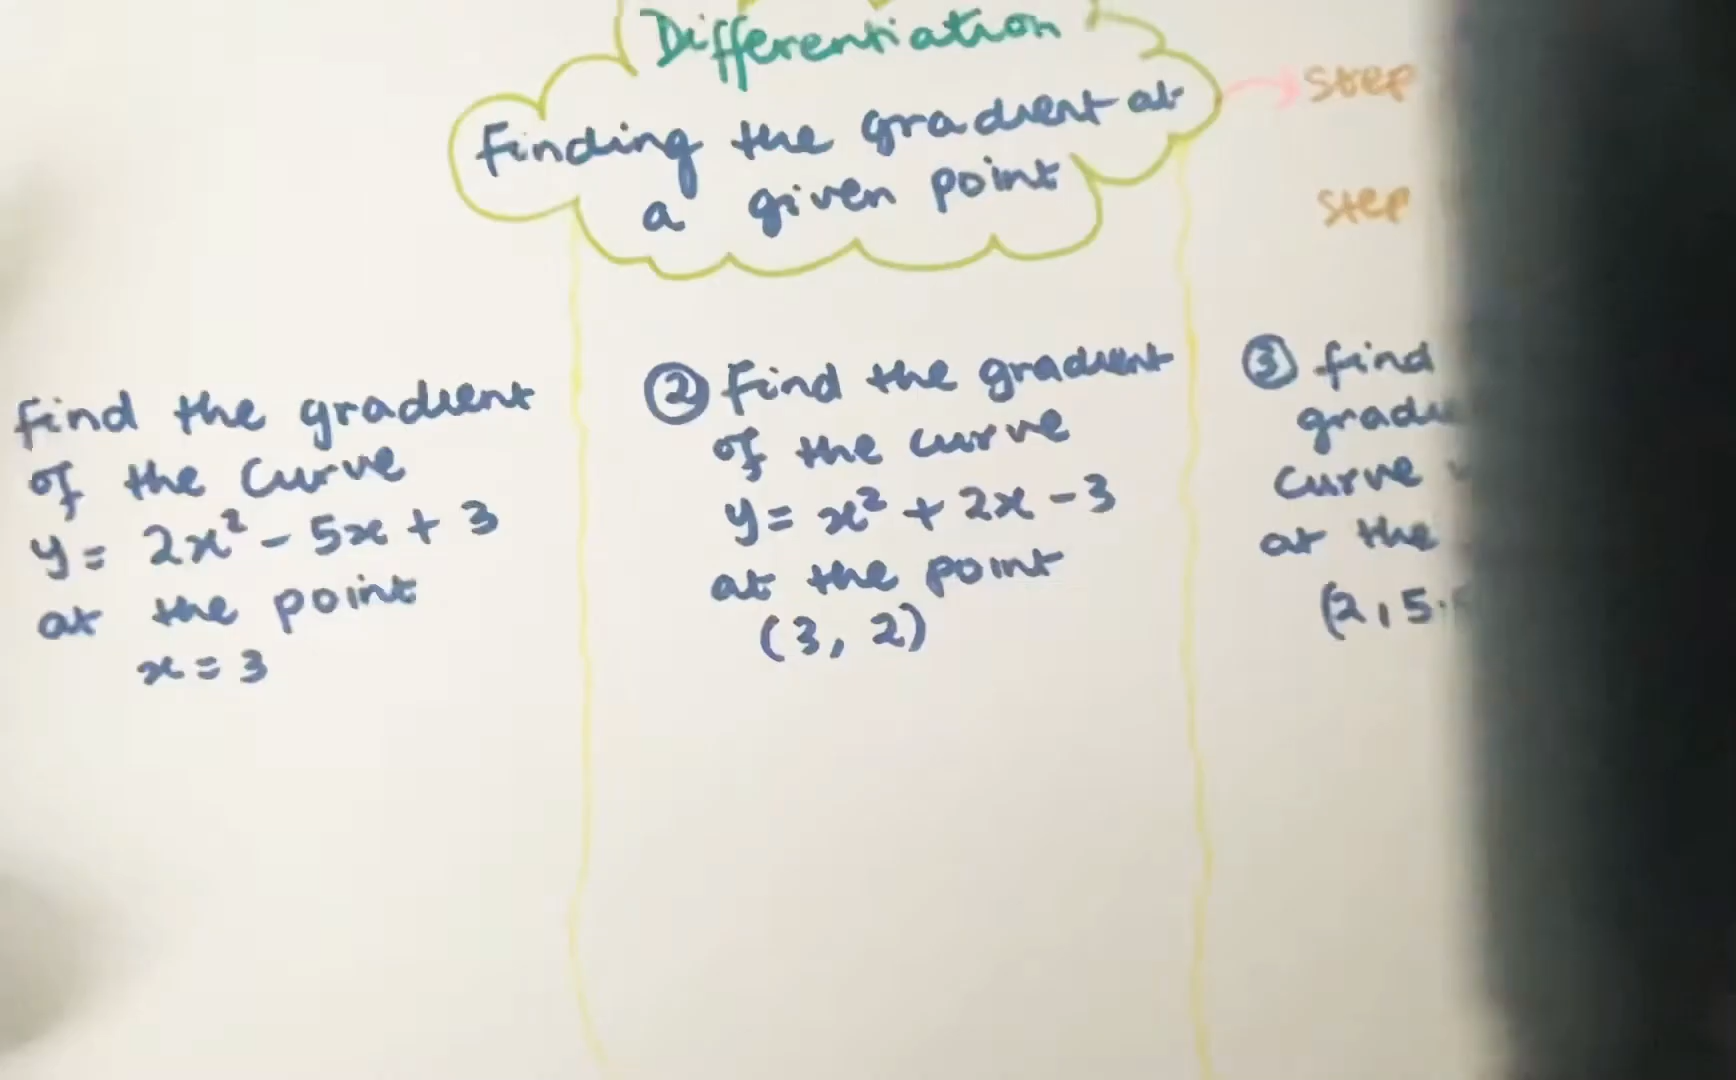 Differentiation
Finding the gradient at
a given point
step
step
find the gradient
of the curve
y = 2x² - 5x + 3
at the point
x = 3
② Find the gradient
of the curve
y = x² + 2x - 3
at the point
(3, 2)
③ find
curve
at the
(2, 5.